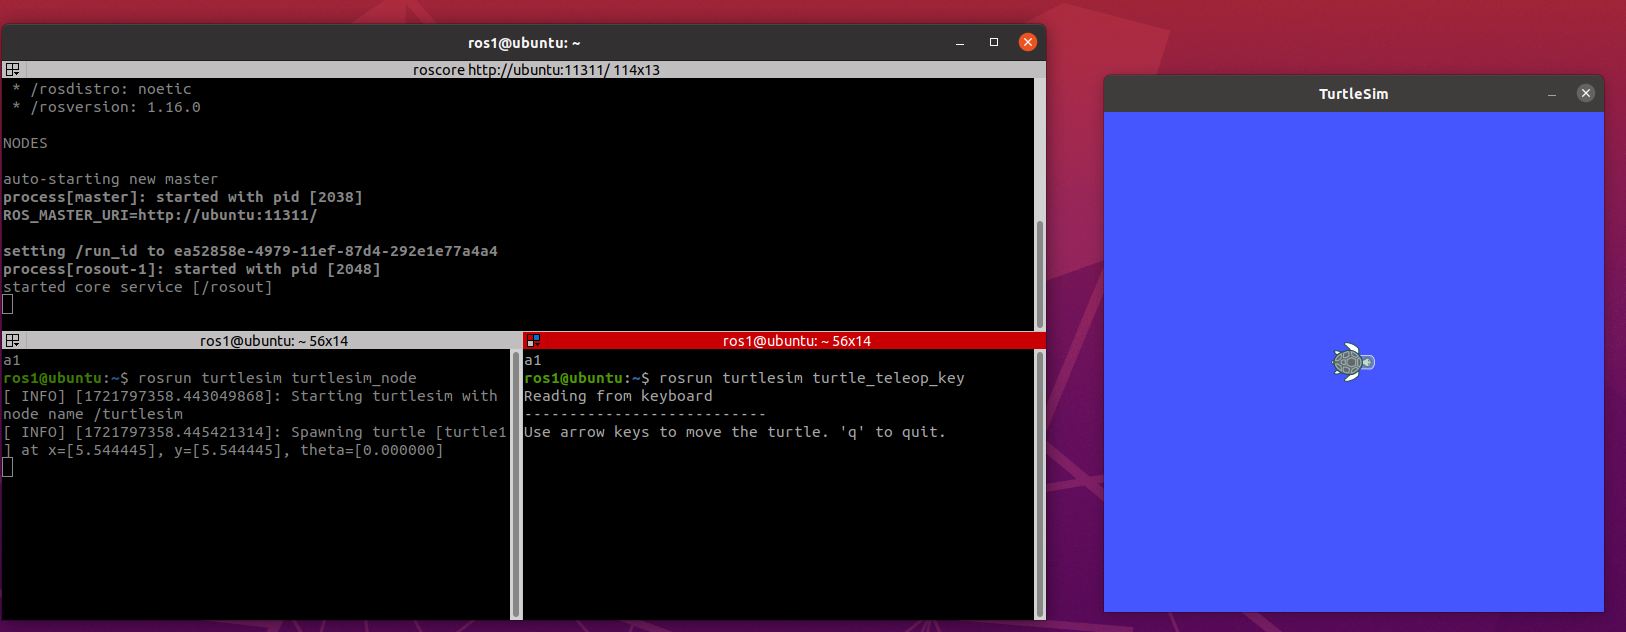 ros1@ubuntu: ~
roscore http://ubuntu:11311/ 114x13
* /rosdistro: noetic
* /rosversion: 1.16.0
NODES
auto-starting new master
process[master]: started with pid [2038]
ROS_MASTER_URI=http://ubuntu:11311/
setting /run_id to ea52858e-4979-11ef-87d4-292e1e77a4a4
process[rosout-1]: started with pid [2048]
started core service [/rosout]
ros1@ubuntu: ~ 56x14
a1
ros1@ubuntu:~$ rosrun turtlesim turtlesim_node
[ INFO] [1721797358.443049868]: Starting turtlesim with
node name /turtlesim
[ INFO] [1721797358.445421314]: Spawning turtle [turtle1
] at x=[5.544445], y=[5.544445], theta=[0.000000]
ros1@ubuntu: ~ 56x14
a1
ros1@ubuntu:~$ rosrun turtlesim turtle_teleop_key
Reading from keyboard
---------------------------
Use arrow keys to move the turtle. 'q' to quit.
TurtleSim